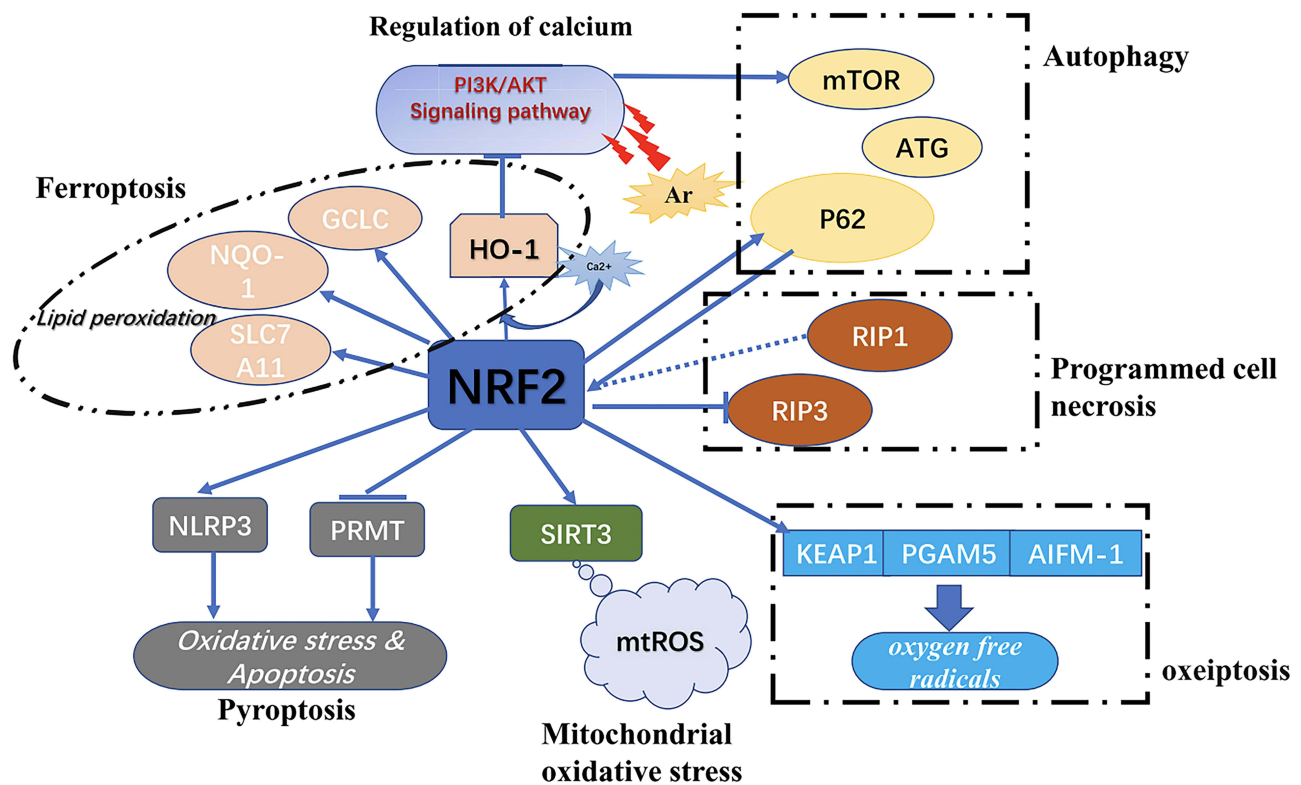 Regulation of calcium
PI3K/AKT
Signaling pathway
mTOR
Autophagy
ATG
Ar
P62
Ferroptosis
GCLC
HO-1
NQO-
1
Ca2+
Lipid peroxidation
SLC7
A11
NRF2
RIP1
RIP3
Programmed cell
necrosis
NLRP3
PRMT
SIRT3
KEAP1
PGAM5
AIFM-1
mtROS
Oxidative stress &
Apoptosis
Pyroptosis
oxygen free
radicals
oxeiptosis
Mitochondrial
oxidative stress